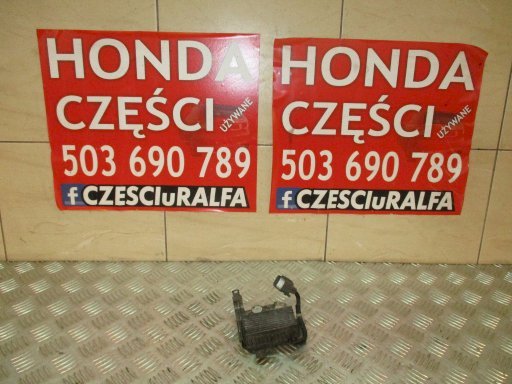 HONDA
CZĘŚCI
UŻYWANE
503 690 789
f CZESCIuRALFA
HONDA
CZĘŚCI
UŻYWANE
503 690 789
f CZESCIuRALFA